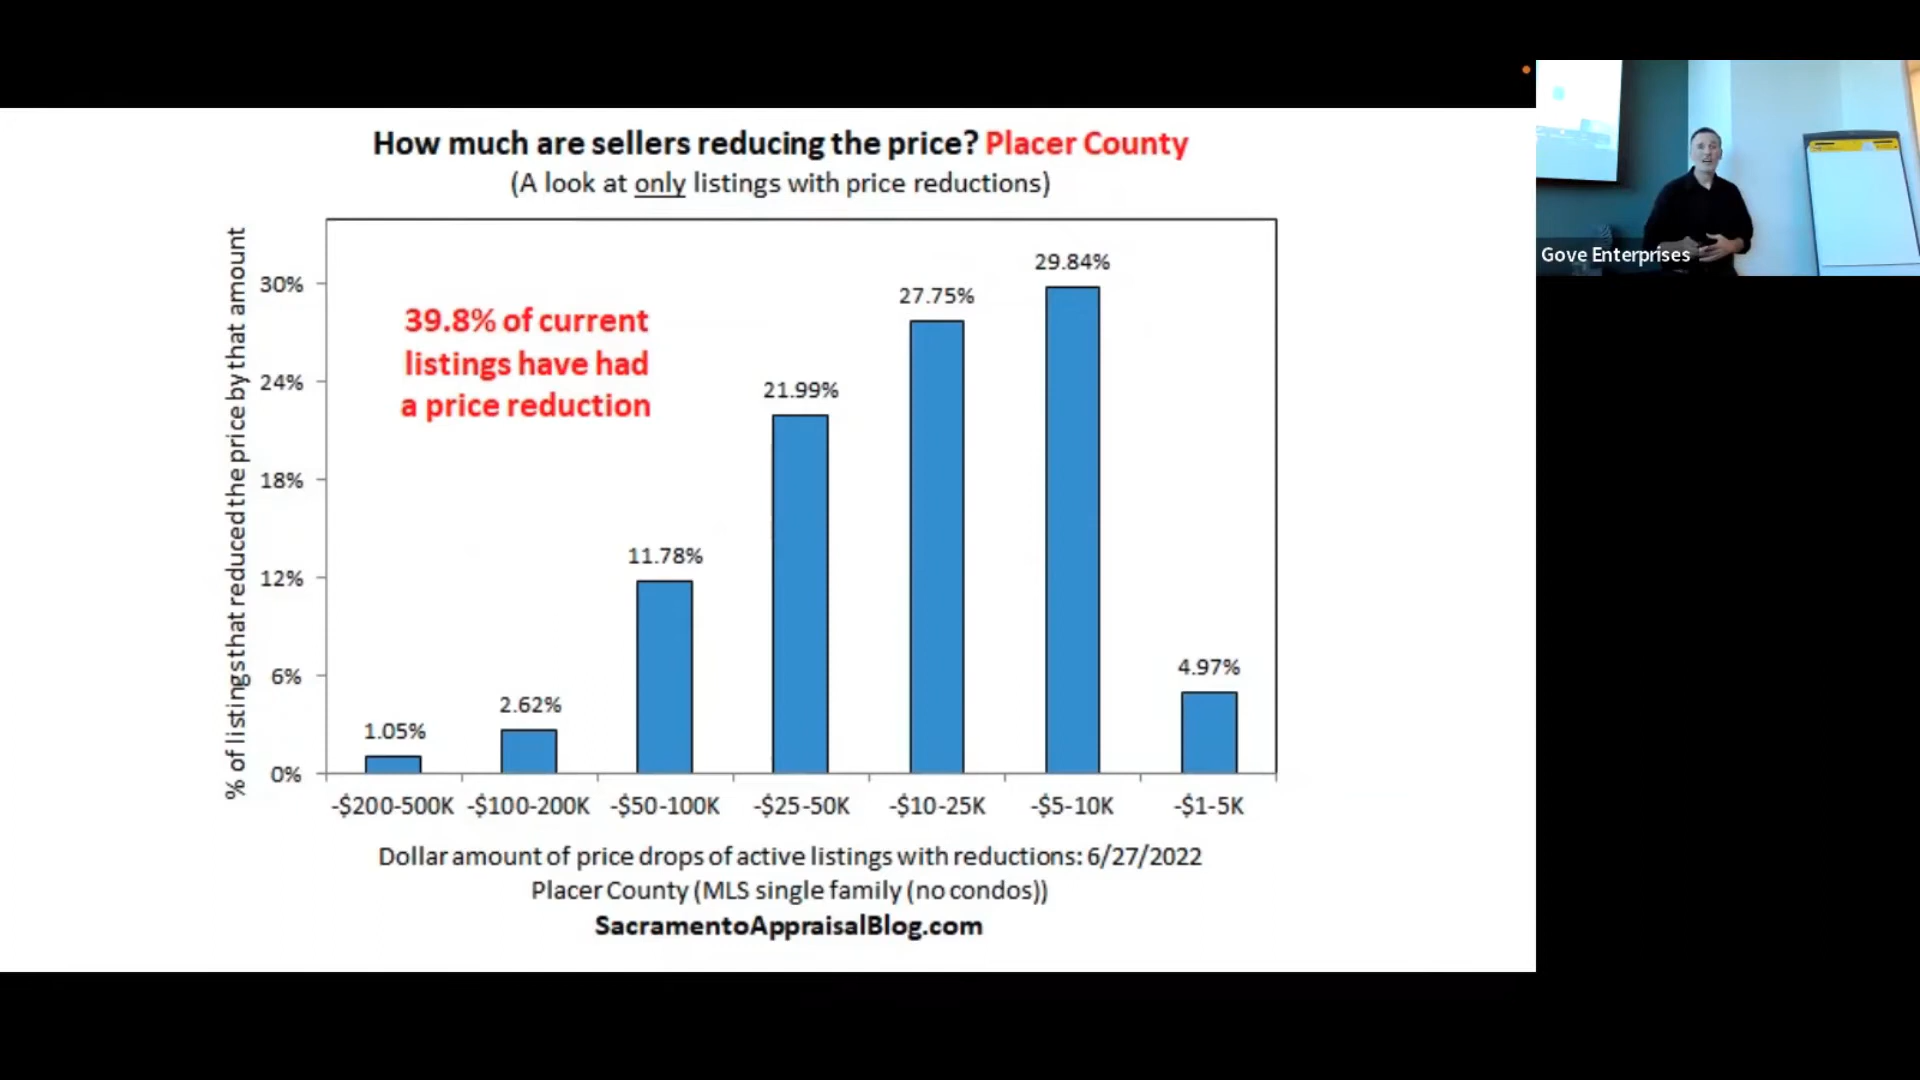 How much are sellers reducing the price? Placer County
(A look at only listings with price reductions)
% of listings that reduced the price by that amount
30%
24%
18%
12%
6%
0%
39.8% of current
listings have had
a price reduction
1.05%
2.62%
11.78%
21.99%
27.75%
29.84%
4.97%
-$200-500K -$100-200K -$50-100K -$25-50K -$10-25K -$5-10K -$1-5K
Dollar amount of price drops of active listings with reductions: 6/27/2022
Placer County (MLS single family (no condos))
SacramentoAppraisalBlog.com
Gove Enterprises